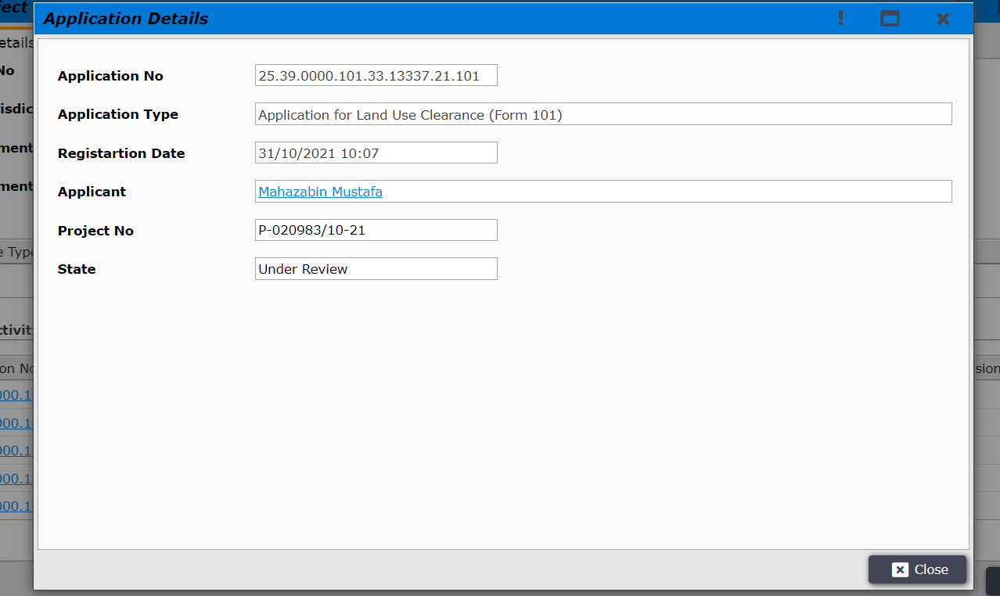 ject
Application Details
etails
No
Application No 25.39.0000.101.33.13337.21.101
isdic
Application Type Application for Land Use Clearance (Form 101)
ment
Registartion Date 31/10/2021 10:07
ment
Applicant Mahazabin Mustafa
Project No P-020983/10-21
e Type
State Under Review
ctivit
on No
sion
000.1
000.1
000.1
000.1
000.1
Close